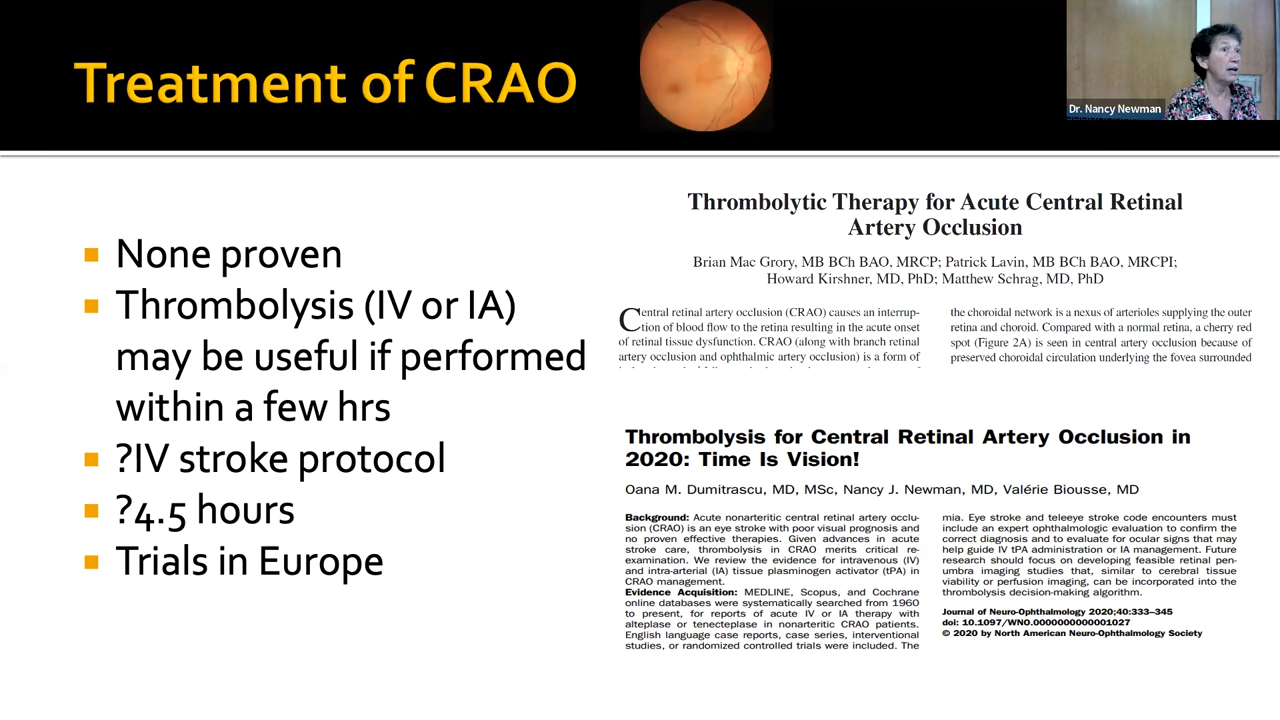 Treatment of CRAO
Dr. Nancy Newman
None proven
Thrombolysis (IV or IA)
may be useful if performed
within a few hrs
?IV stroke protocol
?4.5 hours
Trials in Europe
Thrombolytic Therapy for Acute Central Retinal
Artery Occlusion
Brian Mac Grory, MB BCh BAO, MRCP; Patrick Lavin, MB BCh BAO, MRCPI;
Howard Kirshner, MD, PhD; Matthew Schrag, MD, PhD
Central retinal artery occlusion (CRAO) causes an interrup-
tion of blood flow to the retina resulting in the acute onset
of retinal tissue dysfunction. CRAO (along with branch retinal
artery occlusion and ophthalmic artery occlusion) is a form of
the choroidal network is a nexus of arterioles supplying the outer
retina and choroid. Compared with a normal retina, a cherry red
spot (Figure 2A) is seen in central artery occlusion because of
preserved choroidal circulation underlying the fovea surrounded
Thrombolysis for Central Retinal Artery Occlusion in
2020: Time Is Vision!
Oana M. Dumitrascu, MD, MSc, Nancy J. Newman, MD, Valérie Biousse, MD
Background: Acute nonarteritic central retinal artery occlu-
sion (CRAO) is an eye stroke with poor visual prognosis and
no proven effective therapies. Given advances in acute
stroke care, thrombolysis in CRAO merits critical re-
examination. We review the evidence for intravenous (IV)
and intra-arterial (IA) tissue plasminogen activator (tPA) in
CRAO management.
Evidence Acquisition: MEDLINE, Scopus, and Cochrane
online databases were systematically searched from 1960
to present, for reports of acute IV or IA therapy with
alteplase or tenecteplase in nonarteritic CRAO patients.
English language case reports, case series, interventional
studies, or randomized controlled trials were included. The
mia. Eye stroke and teleeye stroke code encounters must
include an expert ophthalmologic evaluation to confirm the
correct diagnosis and to evaluate for ocular signs that may
help guide IV tPA administration or IA management. Future
research should focus on developing feasible retinal pen-
umbra imaging studies that, similar to cerebral tissue
viability or perfusion imaging, can be incorporated into the
thrombolysis decision-making algorithm.
Journal of Neuro-Ophthalmology 2020;40:333–345
doi: 10.1097/WNO.0000000000001027
© 2020 by North American Neuro-Ophthalmology Society